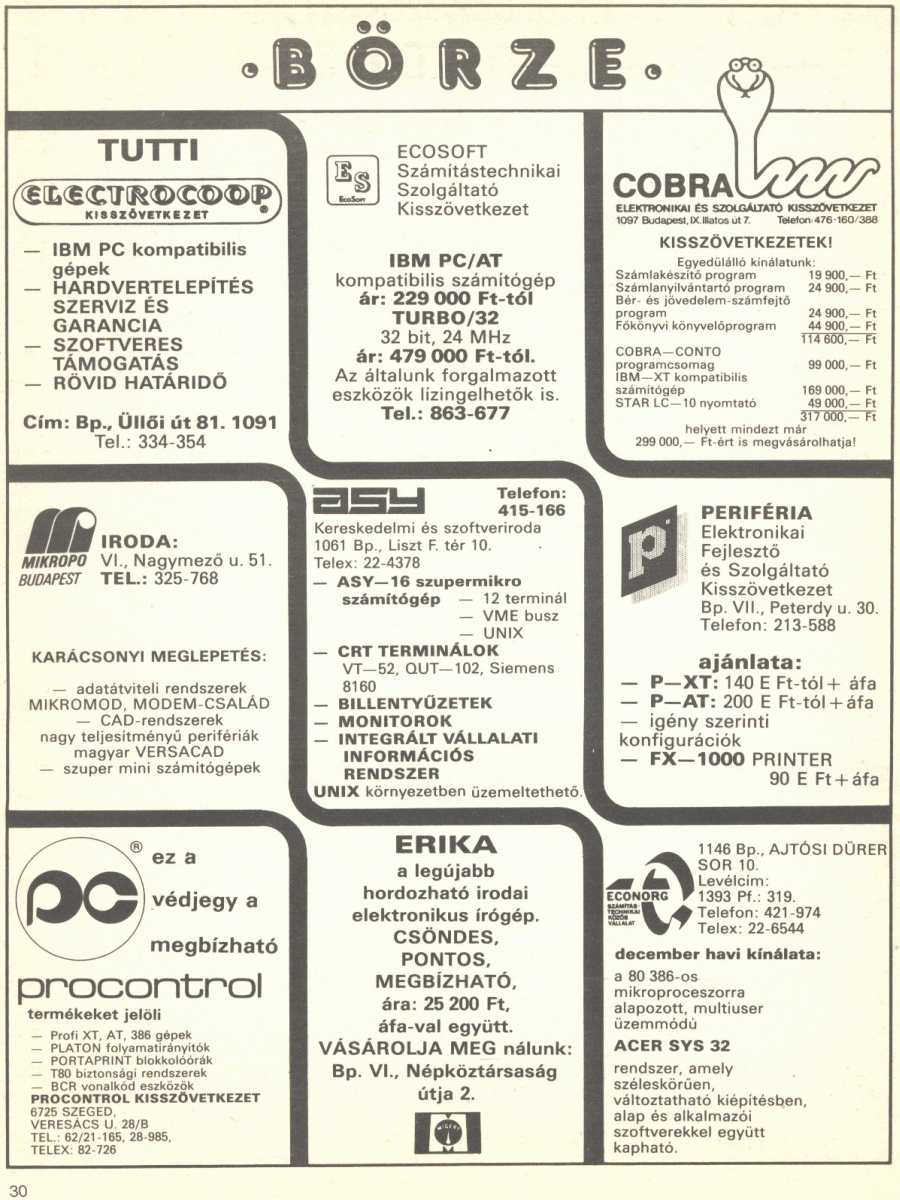 • BÖRZE •
TUTTI
ELECTROCOOP
KISSZÖVETKEZET ®
— IBM PC kompatibilis
gépek
— HARDVERTELEPÍTÉS
SZERVIZ ÉS
GARANCIA
— SZOFTVERES
TÁMOGATÁS
— RÖVID HATÁRIDŐ
Cím: Bp., Üllői út 81. 1091
Tel.: 334-354
ES
EcoSoft
ECOSOFT
Számítástechnikai
Szolgáltató
Kisszövetkezet
IBM PC/AT
kompatibilis számítógép
ár: 229 000 Ft-tól
TURBO/32
32 bit, 24 MHz
ár: 479 000 Ft-tól.
Az általunk forgalmazott
eszközök lízingelhetők is.
Tel.: 863-677
COBRA
ELEKTRONIKAI ÉS SZOLGÁLTATÓ KISSZÖVETKEZET
1097 Budapest, IX. Illatos út 7. Telefon: 476-160/388
KISSZÖVETKEZETEK!
Egyedülálló kínálatunk:
Számlakészítő program 19 900,— Ft
Számlanyilvántartó program 24 900,— Ft
Bér- és jövedelem-számfejtő
program 24 900,— Ft
Főkönyvi könyvelőprogram 44 900,— Ft
114 600,— Ft
COBRA—CONTO
programcsomag 99 000,— Ft
IBM—XT kompatibilis
számítógép 169 000,— Ft
STAR LC—10 nyomtató 49 000,— Ft
317 000,— Ft
helyett mindezt már
299 000,— Ft-ért is megvásárolhatja!
MIKROPO
BUDAPEST
IRODA:
VI., Nagymező u. 51.
TEL.: 325-768
KARÁCSONYI MEGLEPETÉS:
— adatátviteli rendszerek
MIKROMOD, MODEM-CSALÁD
— CAD-rendszerek
nagy teljesítményű perifériák
magyar VERSACAD
— szuper mini számítógépek
asy
Telefon:
415-166
Kereskedelmi és szoftveriroda
1061 Bp., Liszt F. tér 10.
Telex: 22-4378
— ASY—16 szupermikro
számítógép — 12 terminál
— VME busz
— UNIX
— CRT TERMINÁLOK
VT—52, QUT—102, Siemens
8160
— BILLENTYŰZETEK
— MONITOROK
— INTEGRÁLT VÁLLALATI
INFORMÁCIÓS
RENDSZER
UNIX környezetben üzemeltethető.
p
PERIFÉRIA
Elektronikai
Fejlesztő
és Szolgáltató
Kisszövetkezet
Bp. VII., Peterdy u. 30.
Telefon: 213-588
ajánlata:
— P—XT: 140 E Ft-tól + áfa
— P—AT: 200 E Ft-tól + áfa
— igény szerinti
konfigurációk
— FX—1000 PRINTER
90 E Ft + áfa
pc ®
ez a
védjegy a
megbízható
procontrol
termékeket jelöli
— Profi XT, AT, 386 gépek
— PLATON folyamatirányítók
— PORTAPRINT blokkolóórák
— T80 biztonsági rendszerek
— BCR vonalkód eszközök
PROCONTROL KISSZÖVETKEZET
6725 SZEGED,
VERESÁCS U. 28/B
TEL.: 62/21-165, 28-985,
TELEX: 82-726
ERIKA
a legújabb
hordozható irodai
elektronikus írógép.
CSÖNDES,
PONTOS,
MEGBÍZHATÓ,
ára: 25 200 Ft,
áfa-val együtt.
VÁSÁROLJA MEG nálunk:
Bp. VI., Népköztársaság
útja 2.
MIGERT
ECONORG
SZÁMÍTÁS-
TECHNIKAI
KÖZÖS
VÁLLALAT
1146 Bp., AJTÓSI DÜRER
SOR 10.
Levélcím:
1393 Pf.: 319.
Telefon: 421-974
Telex: 22-6544
december havi kínálata:
a 80 386-os
mikroproceszorra
alapozott, multiuser
üzemmódú
ACER SYS 32
rendszer, amely
széleskörűen,
változtatható kiépítésben,
alap és alkalmazói
szoftverekkel együtt
kapható.
30